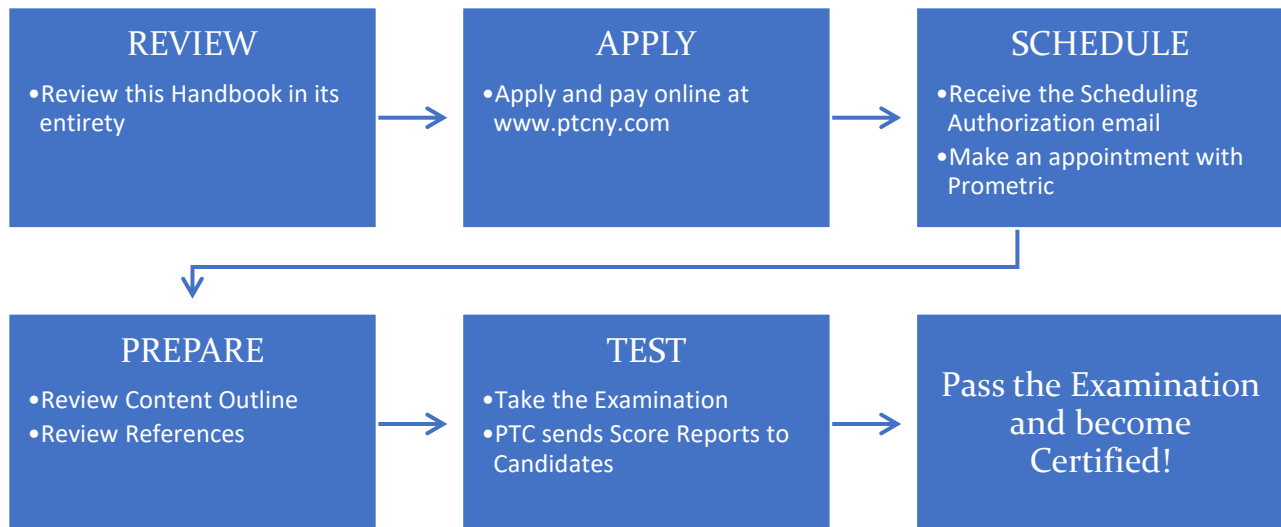 REVIEW
•Review this Handbook in its
entirety
APPLY
•Apply and pay online at
www.ptcny.com
SCHEDULE
•Receive the Scheduling
Authorization email
•Make an appointment with
Prometric
PREPARE
•Review Content Outline
•Review References
TEST
•Take the Examination
•PTC sends Score Reports to
Candidates
Pass the Examination
and become
Certified!